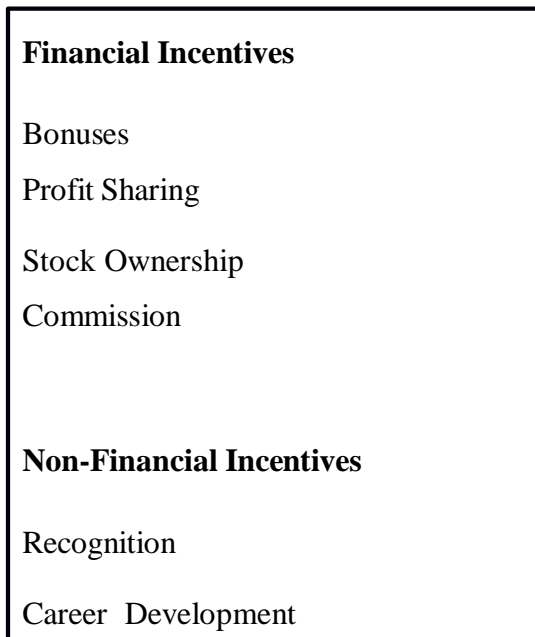 Financial Incentives
Bonuses
Profit Sharing
Stock Ownership
Commission
Non-Financial Incentives
Recognition
Career Development